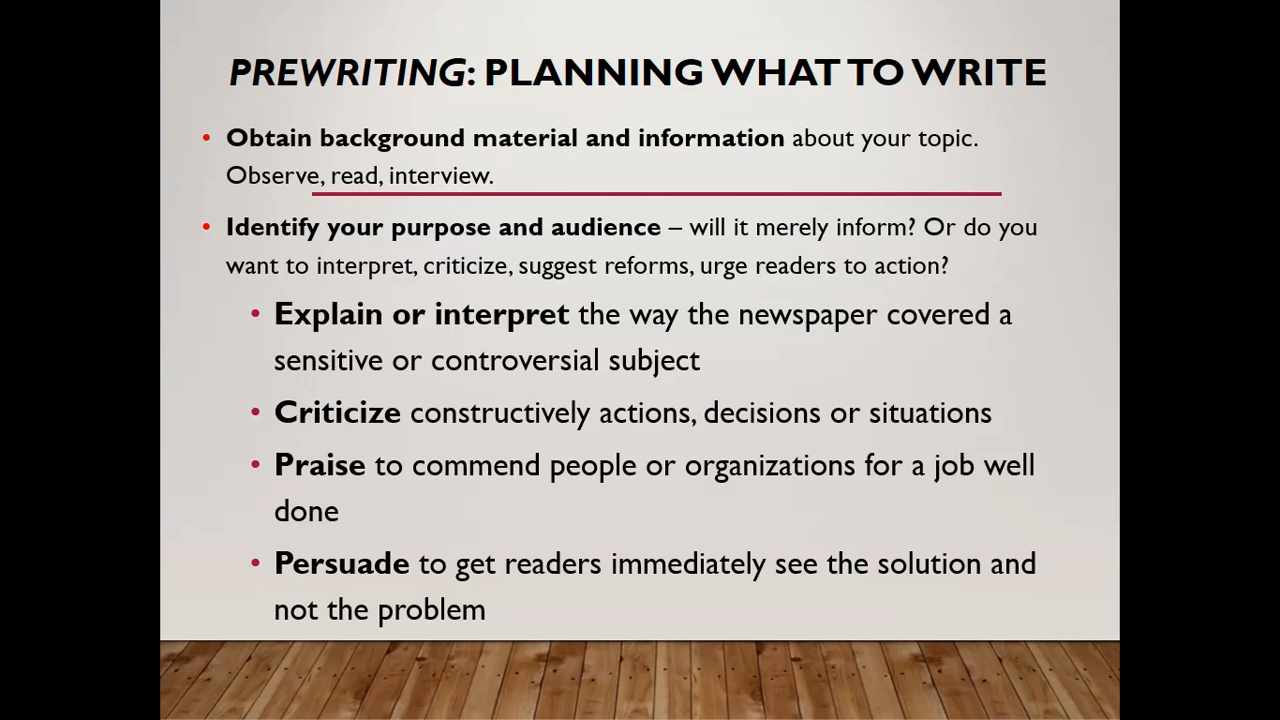 PREWRITING: PLANNING WHAT TO WRITE
• Obtain background material and information about your topic.
Observe, read, interview.
• Identify your purpose and audience – will it merely inform? Or do you
want to interpret, criticize, suggest reforms, urge readers to action?
• Explain or interpret the way the newspaper covered a
sensitive or controversial subject
• Criticize constructively actions, decisions or situations
• Praise to commend people or organizations for a job well
done
• Persuade to get readers immediately see the solution and
not the problem